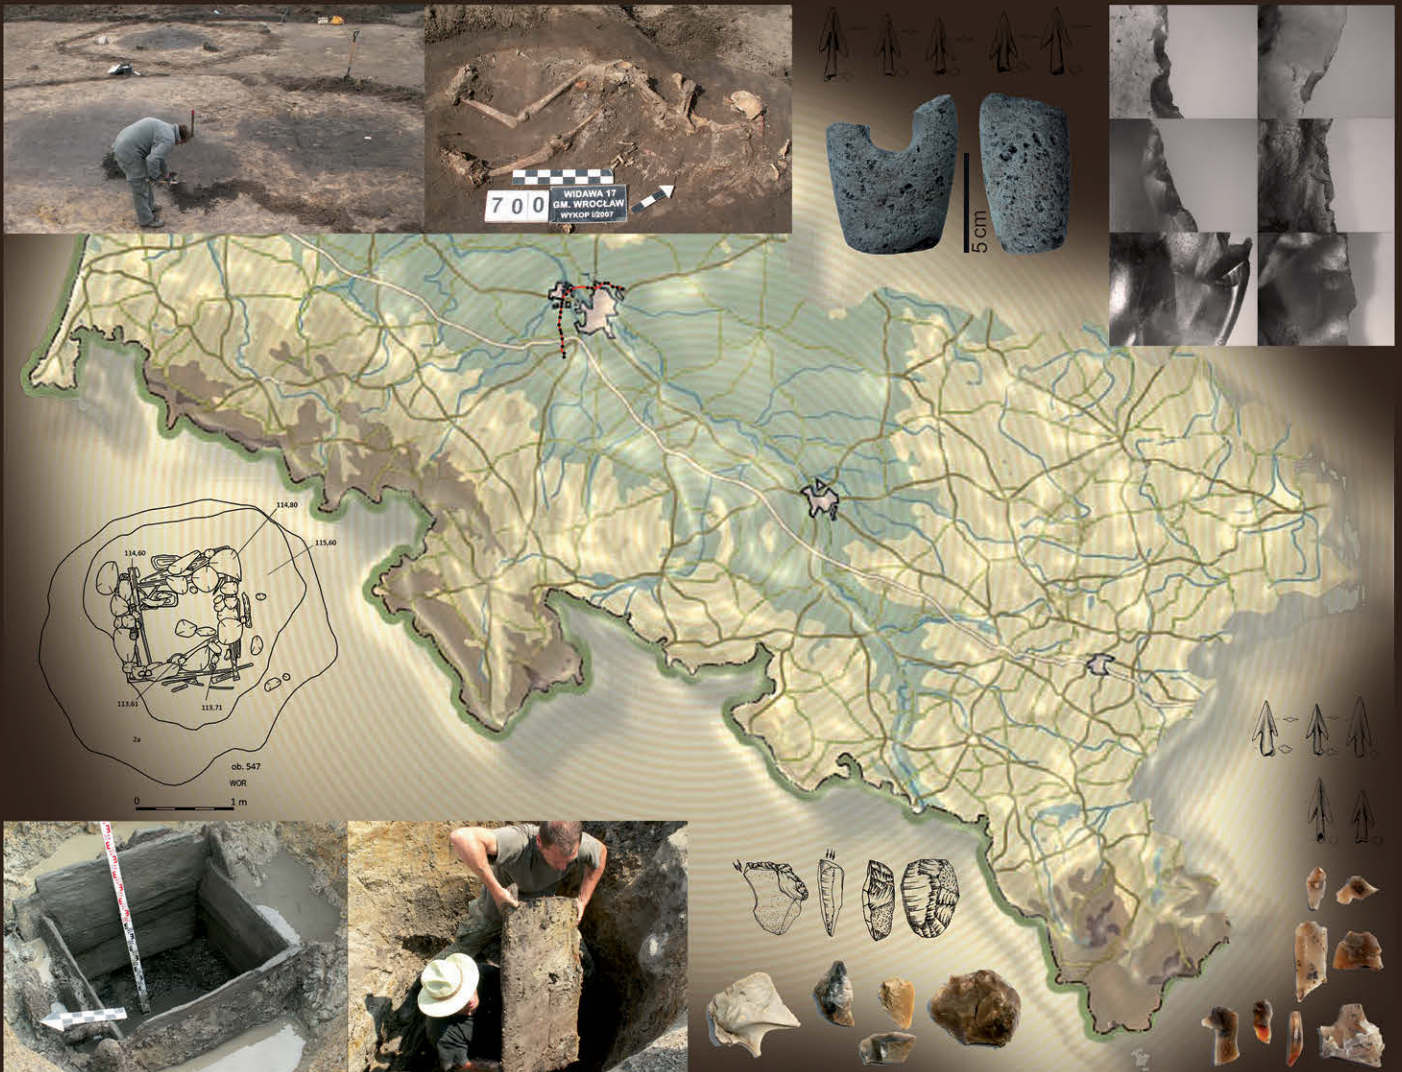 700
WIDAWA 17
GM. WROCŁAW
WYKOP I/2007
5 cm
114,80
115,60
114,60
113,61
113,71
2a
ob. 547
WOR
0 1 m